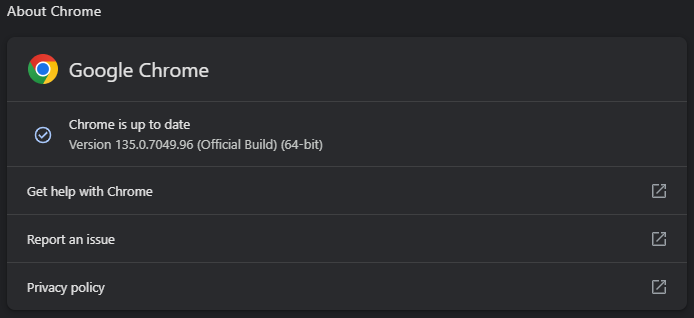 About Chrome
Google Chrome
Chrome is up to date
Version 135.0.7049.96 (Official Build) (64-bit)
Get help with Chrome
Report an issue
Privacy policy